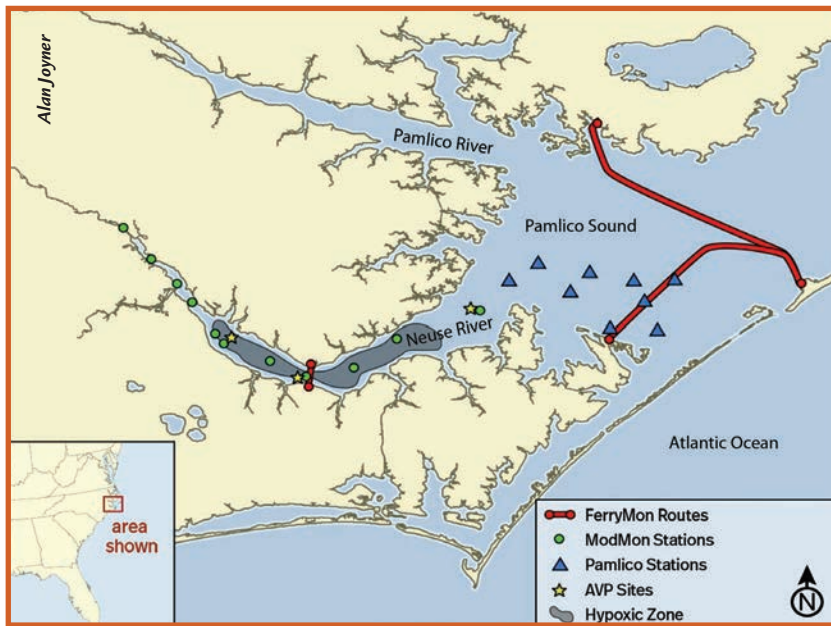 Alan Joyner
Pamlico River
Pamlico Sound
Neuse River
Atlantic Ocean
area
shown
FerryMon Routes
ModMon Stations
Pamlico Stations
AVP Sites
Hypoxic Zone
N